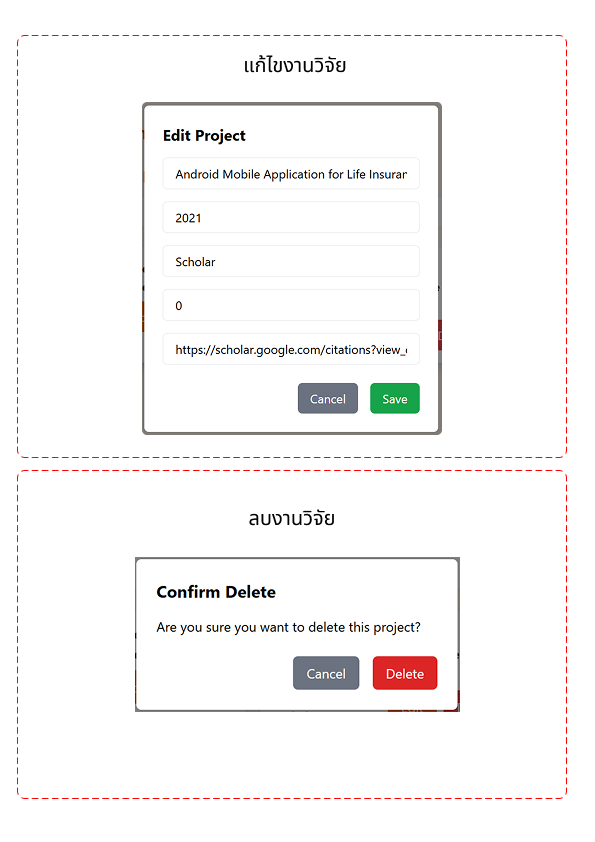 แก้ไขงานวิจัย
Edit Project
Android Mobile Application for Life Insuran
2021
Scholar
0
https://scholar.google.com/citations?view_
Cancel
Save
ลบงานวิจัย
Confirm Delete
Are you sure you want to delete this project?
Cancel
Delete